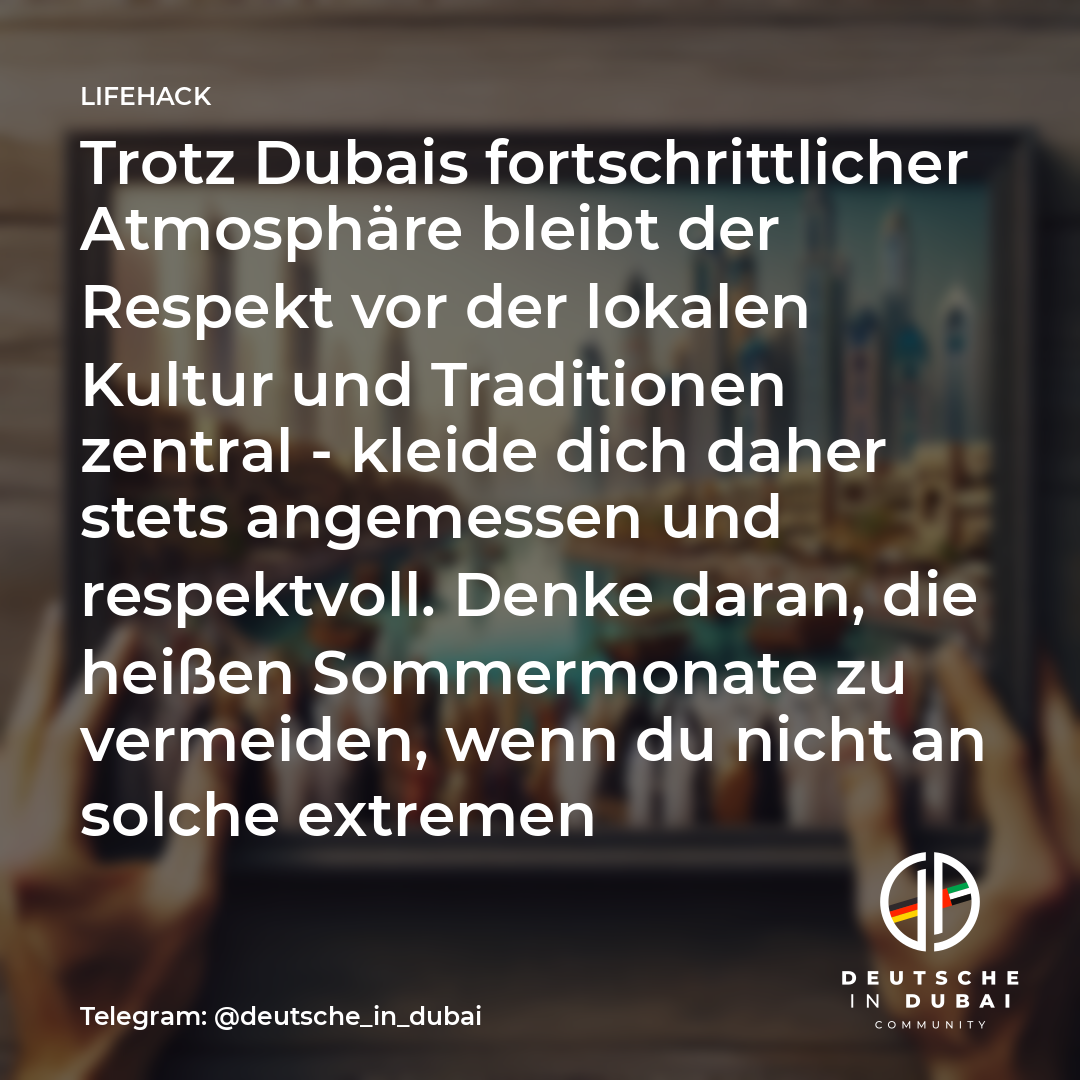 LIFEHACK
Trotz Dubais fortschrittlicher
Atmosphäre bleibt der
Respekt vor der lokalen
Kultur und Traditionen
zentral - kleide dich daher
stets angemessen und
respektvoll. Denke daran, die
heißen Sommermonate zu
vermeiden, wenn du nicht an
solche extremen
DEUTSCHE
IN DUBAI
COMMUNITY
Telegram: @deutsche_in_dubai